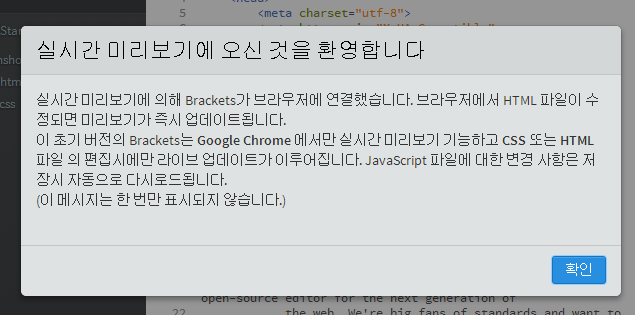 <head>
5 <meta charset="utf-8">
Star
실시간 미리보기에 오신 것을 환영합니다
nsho
html
css
실시간 미리보기에 의해 Brackets가 브라우저에 연결했습니다. 브라우저에서 HTML 파일이 수
정되면 미리보기가 즉시 업데이트됩니다.
이 초기 버전의 Brackets는 Google Chrome 에서만 실시간 미리보기 기능하고 CSS 또는 HTML
파일 의 편집시에만 라이브 업데이트가 이루어집니다. JavaScript 파일에 대한 변경 사항은 저
장시 자동으로 다시로드됩니다.
(이 메시지는 한 번만 표시되지 않습니다.)
확인
open-source editor for the next generation of
22 the web. We're big fans of standards and want to